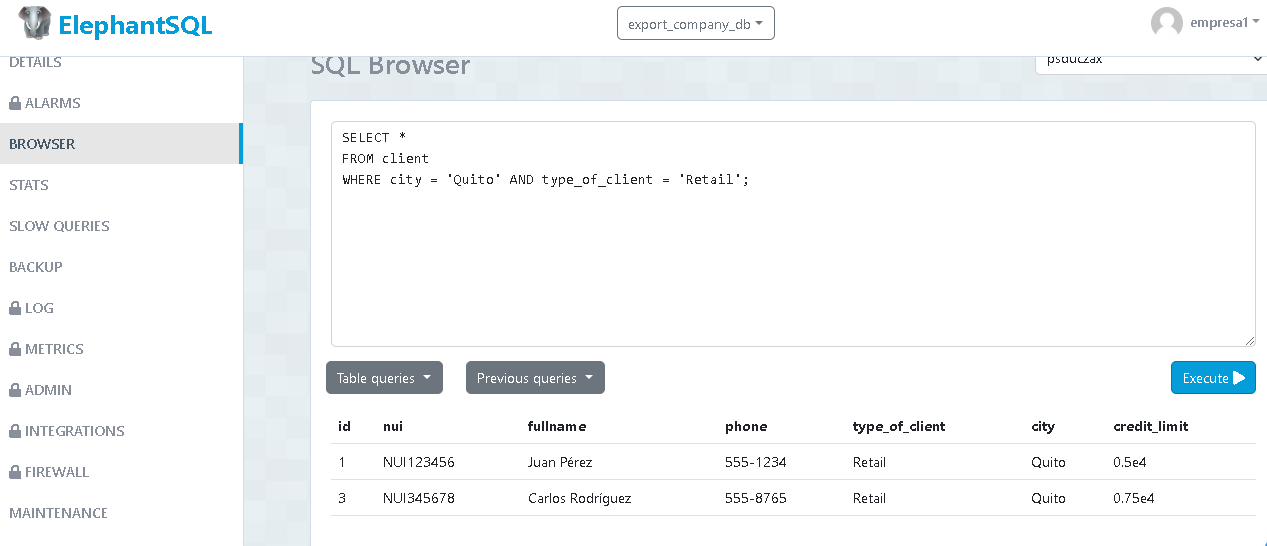 ElephantSQL
export_company_db
empresa1
DETAILS
ALARMS
BROWSER
STATS
SLOW QUERIES
BACKUP
LOG
METRICS
ADMIN
INTEGRATIONS
FIREWALL
MAINTENANCE
SQL Browser
psduczax
SELECT *
FROM client
WHERE city = 'Quito' AND type_of_client = 'Retail';
Table queries
Previous queries
Execute
id nui fullname phone type_of_client city credit_limit
1 NUI123456 Juan Pérez 555-1234 Retail Quito 0.5e4
3 NUI345678 Carlos Rodríguez 555-8765 Retail Quito 0.75e4